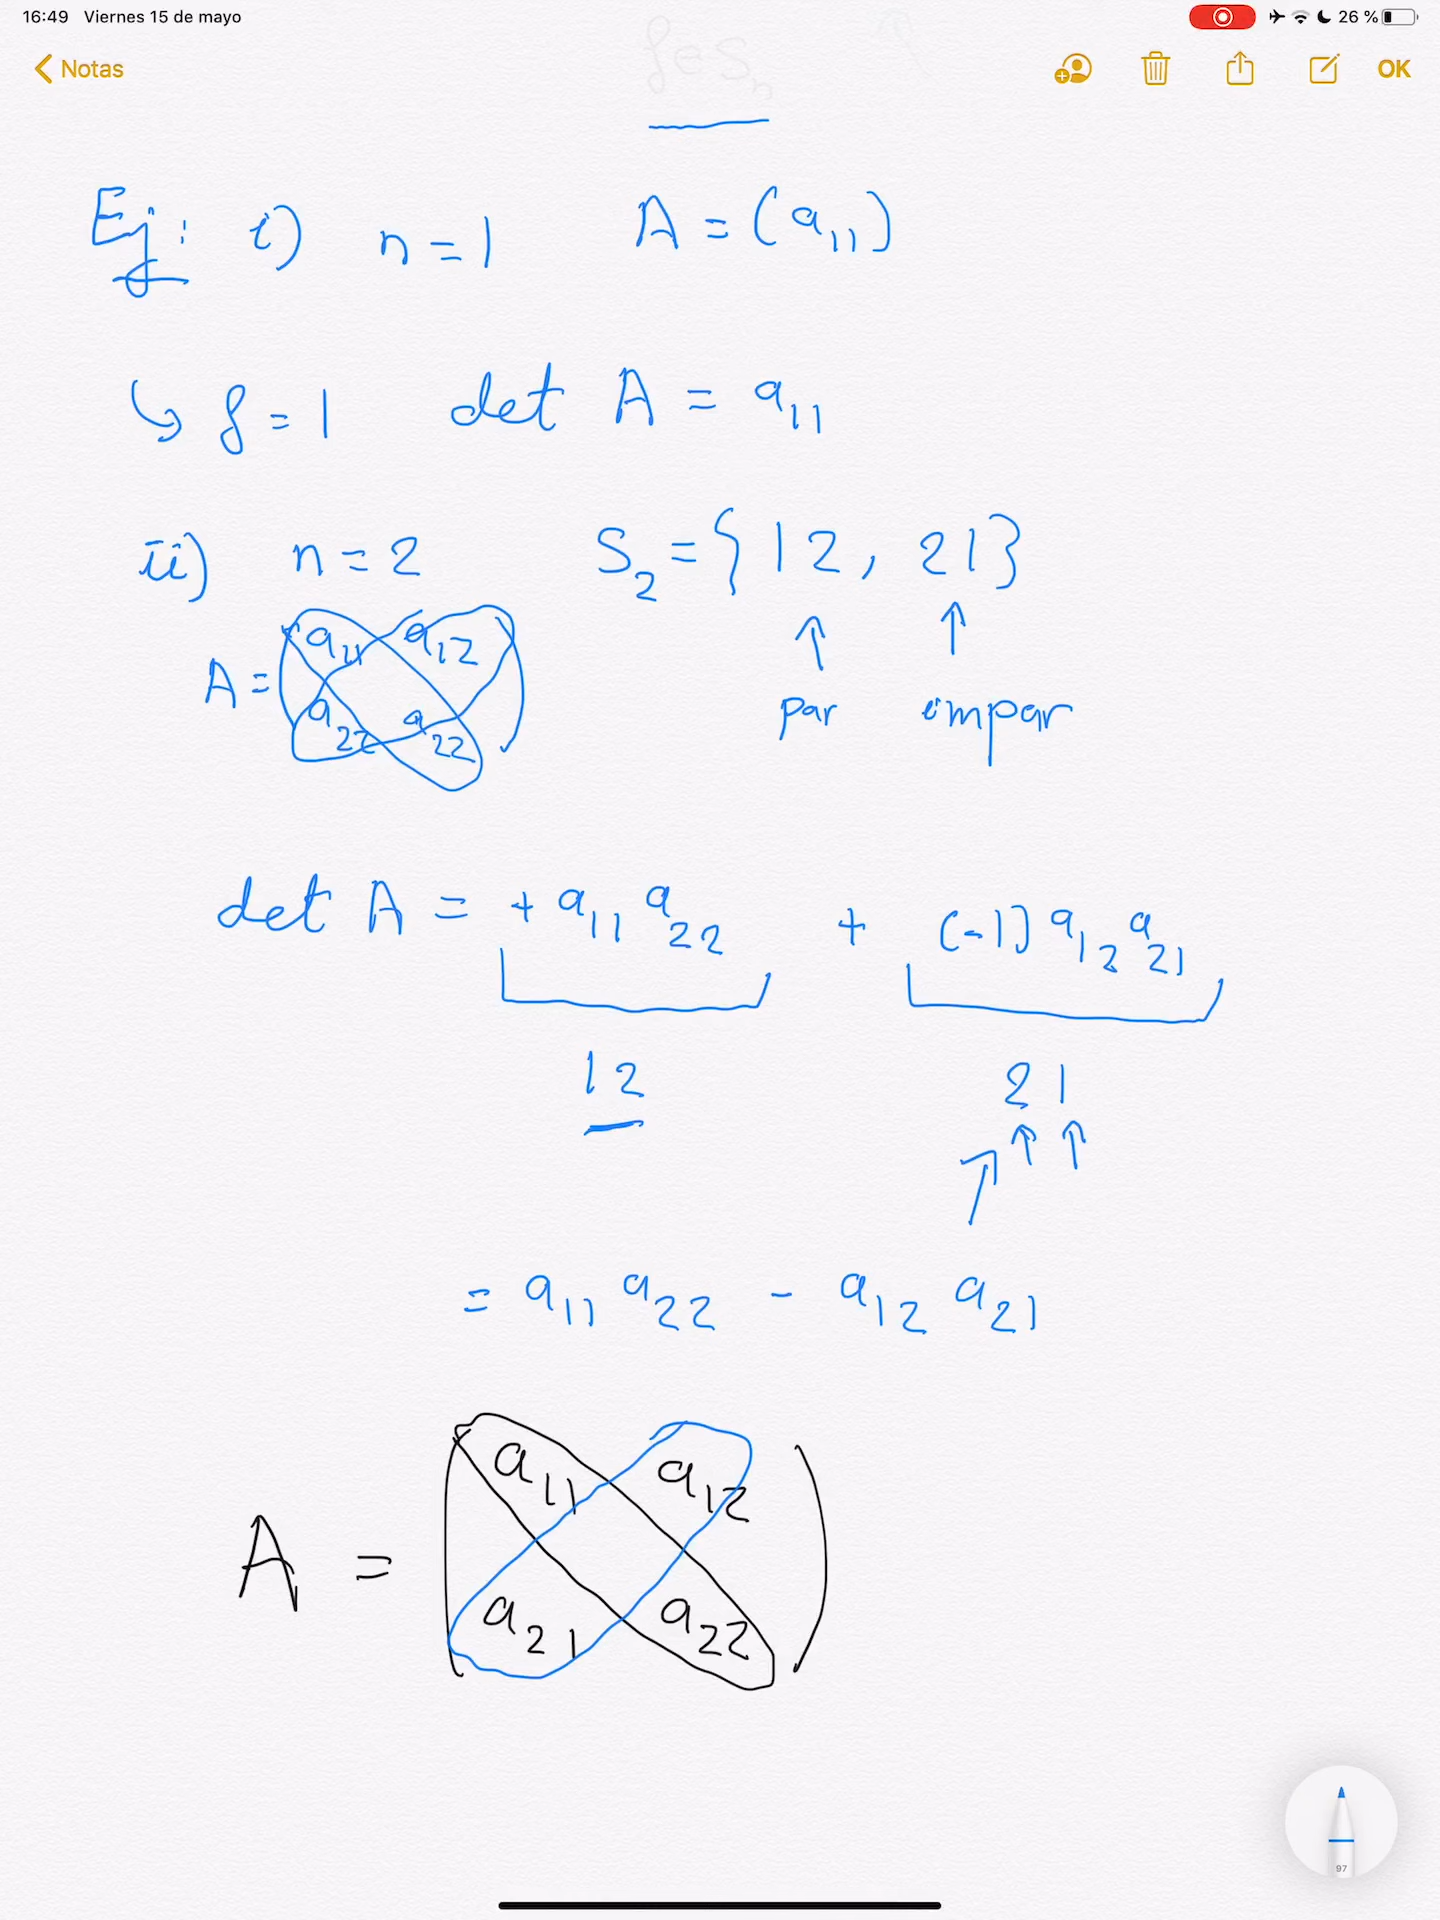 16:49 Viernes 15 de mayo 26 %
Notas OK
f∈Sn
Ej: i) n=1 A=(a₁₁)
↳ f=1 det A = a₁₁
ii) n=2 S₂={12, 21}
↑ ↑
par impar
A = (a₁₁ a₁₂
a₂₂ a₂₂)
det A = + a₁₁ a₂₂ + (-1) a₁₂ a₂₁
12 21
↑ ↑ ↑
= a₁₁ a₂₂ - a₁₂ a₂₁
A = (a₁₁ a₁₂
a₂₁ a₂₂)
97